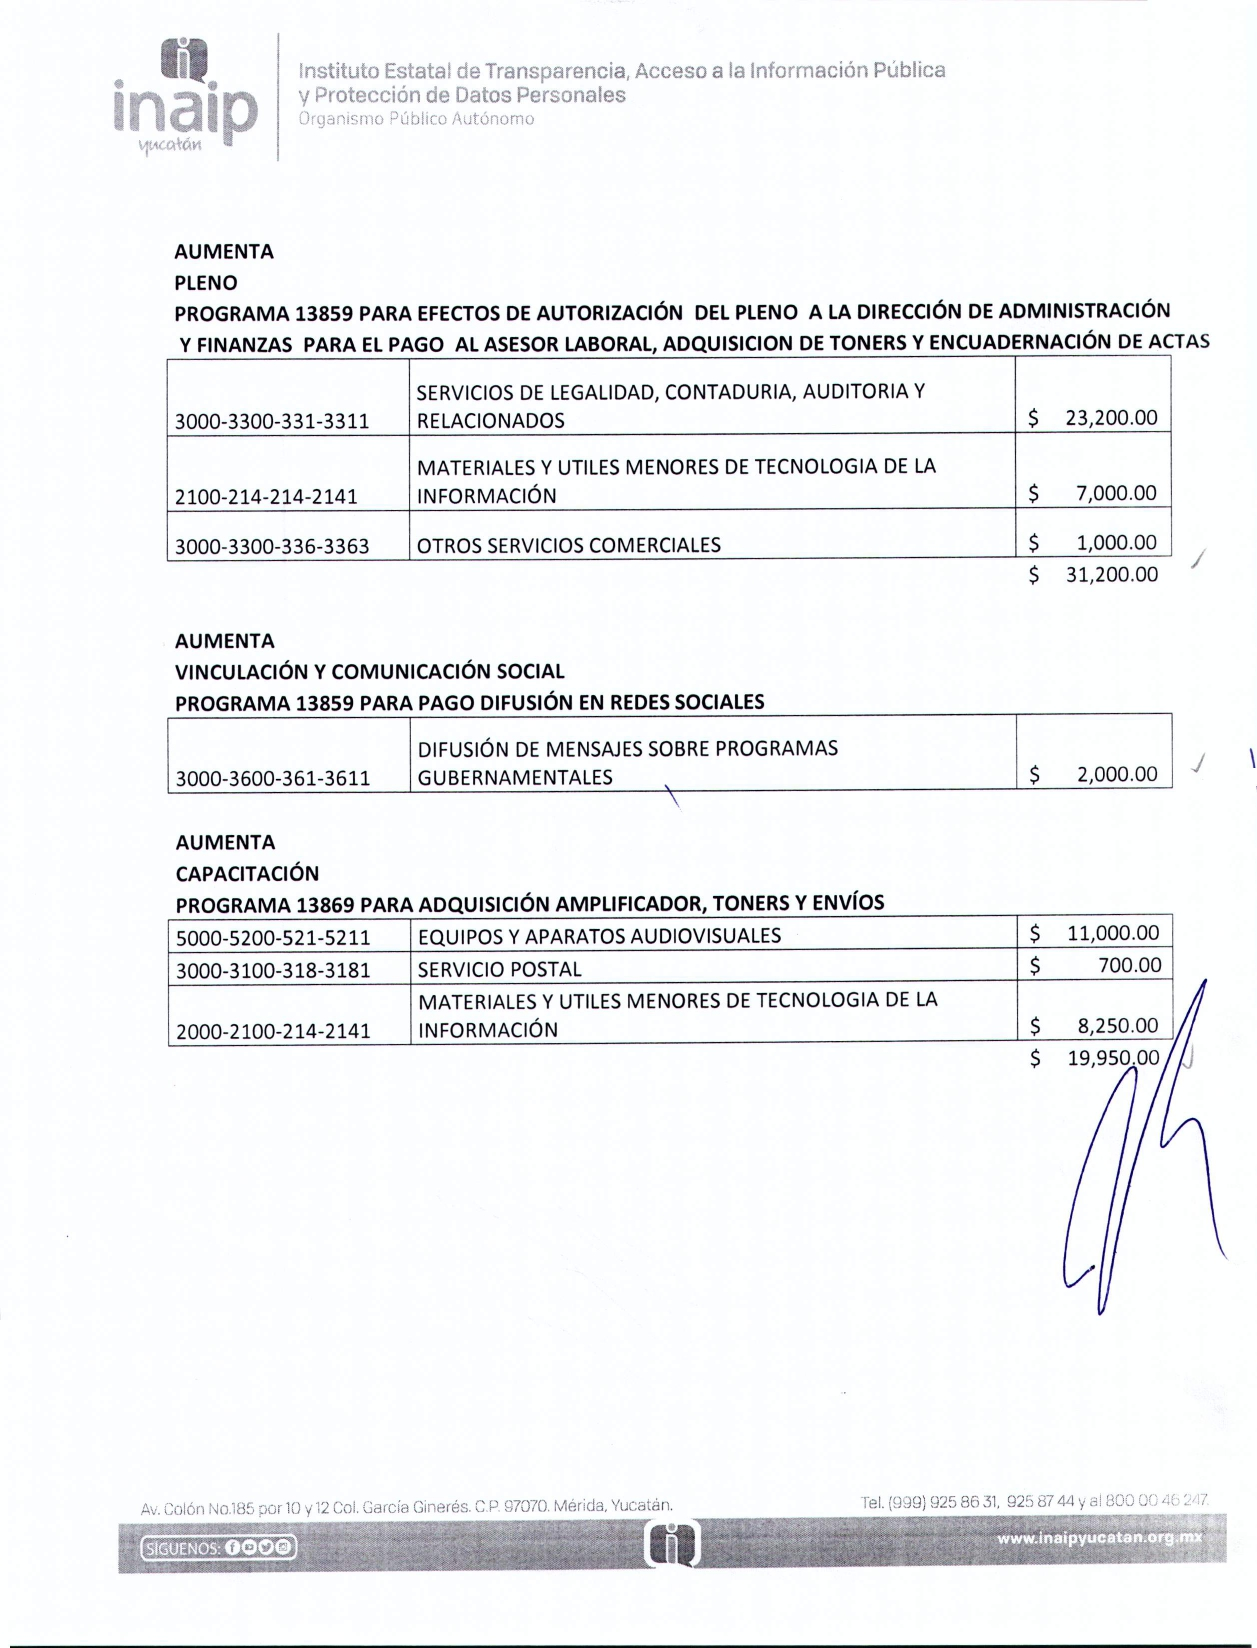 inaip
yucatán
Instituto Estatal de Transparencia, Acceso a la Información Pública
y Protección de Datos Personales
Organismo Público Autónomo
AUMENTA
PLENO
PROGRAMA 13859 PARA EFECTOS DE AUTORIZACIÓN DEL PLENO A LA DIRECCIÓN DE ADMINISTRACIÓN
Y FINANZAS PARA EL PAGO AL ASESOR LABORAL, ADQUISICION DE TONERS Y ENCUADERNACIÓN DE ACTAS
SERVICIOS DE LEGALIDAD, CONTADURIA, AUDITORIA Y
3000-3300-331-3311 RELACIONADOS $ 23,200.00
MATERIALES Y UTILES MENORES DE TECNOLOGIA DE LA
2100-214-214-2141 INFORMACIÓN $ 7,000.00
3000-3300-336-3363 OTROS SERVICIOS COMERCIALES $ 1,000.00
$ 31,200.00
AUMENTA
VINCULACIÓN Y COMUNICACIÓN SOCIAL
PROGRAMA 13859 PARA PAGO DIFUSIÓN EN REDES SOCIALES
DIFUSIÓN DE MENSAJES SOBRE PROGRAMAS
3000-3600-361-3611 GUBERNAMENTALES $ 2,000.00
AUMENTA
CAPACITACIÓN
PROGRAMA 13869 PARA ADQUISICIÓN AMPLIFICADOR, TONERS Y ENVÍOS
5000-5200-521-5211 EQUIPOS Y APARATOS AUDIOVISUALES $ 11,000.00
3000-3100-318-3181 SERVICIO POSTAL $ 700.00
MATERIALES Y UTILES MENORES DE TECNOLOGIA DE LA
2000-2100-214-2141 INFORMACIÓN $ 8,250.00
$ 19,950.00
Av. Colón No.185 por 10 y 12 Col. García Ginerés. C.P. 97070. Mérida, Yucatán.
Tel. (999) 925 86 31, 925 87 44 y al 800 00 46 247.
SÍGUENOS:
www.inaipyucatan.org.mx